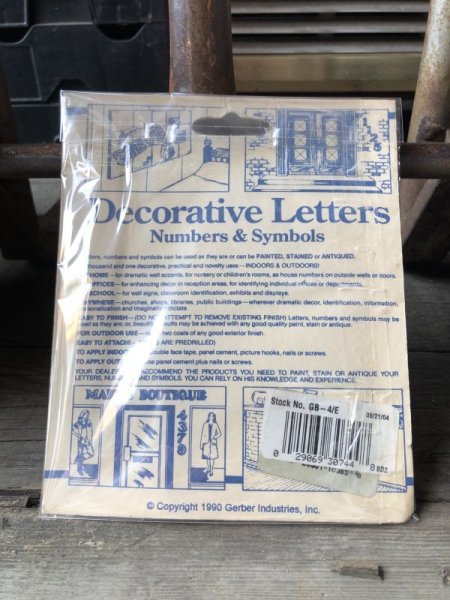 Decorative Letters
Numbers & Symbols
numbers and symbols can be used as they are or can be PAINTED, STAINED or ANTIQUED.
thousand and one decorative, practical and novelty uses—INDOORS & OUTDOORS!
HOME— for dramatic wall accents, for nursery or children's rooms, as house numbers on outside walls or doors.
OFFICES— for enhancing decor in reception areas, for identifying individual offices or departments.
SCHOOL— for wall signs, classroom identification, exhibits and displays.
churches, shops, libraries, public buildings— wherever dramatic decor, identification, information,
and imagination dictate.
EASY TO FINISH— (DO NOT ATTEMPT TO REMOVE EXISTING FINISH) Letters, numbers and symbols may be
used as they are; or, beautiful results may be achieved with any good quality paint, stain or antique.
FOR OUTDOOR USE— two coats of any good exterior finish.
EASY TO ATTACH— ARE PREDRILLED)
TO APPLY INDOORS double face tape, panel cement, picture hooks, nails or screws.
TO APPLY use panel cement plus nails or screws.
YOUR DEALER RECOMMEND THE PRODUCTS YOU NEED TO PAINT, STAIN OR ANTIQUE YOUR
LETTERS, AND SYMBOLS. YOU CAN RELY ON HIS KNOWLEDGE AND EXPERIENCE.
BOUTIQUE
4378
Stock No. GB-4/E
09/21/04
0 29069 30744 8
© Copyright 1990 Gerber Industries, Inc.